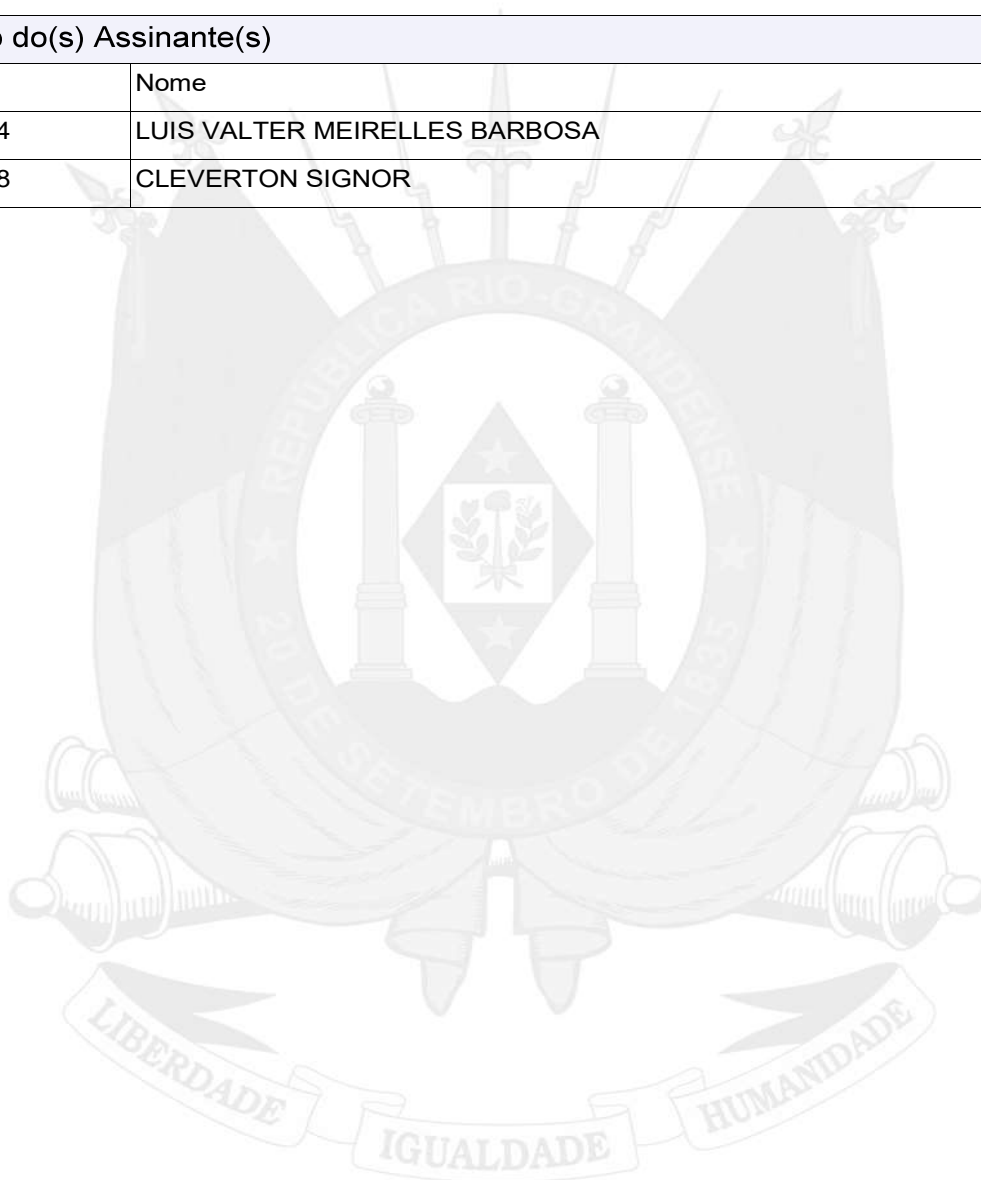 o do(s) Assinante(s)
Nome
4 LUIS VALTER MEIRELLES BARBOSA
8 CLEVERTON SIGNOR
REPÚBLICA RIO-GRANDENSE
20 DE SETEMBRO DE 1835
LIBERDADE IGUALDADE HUMANIDADE